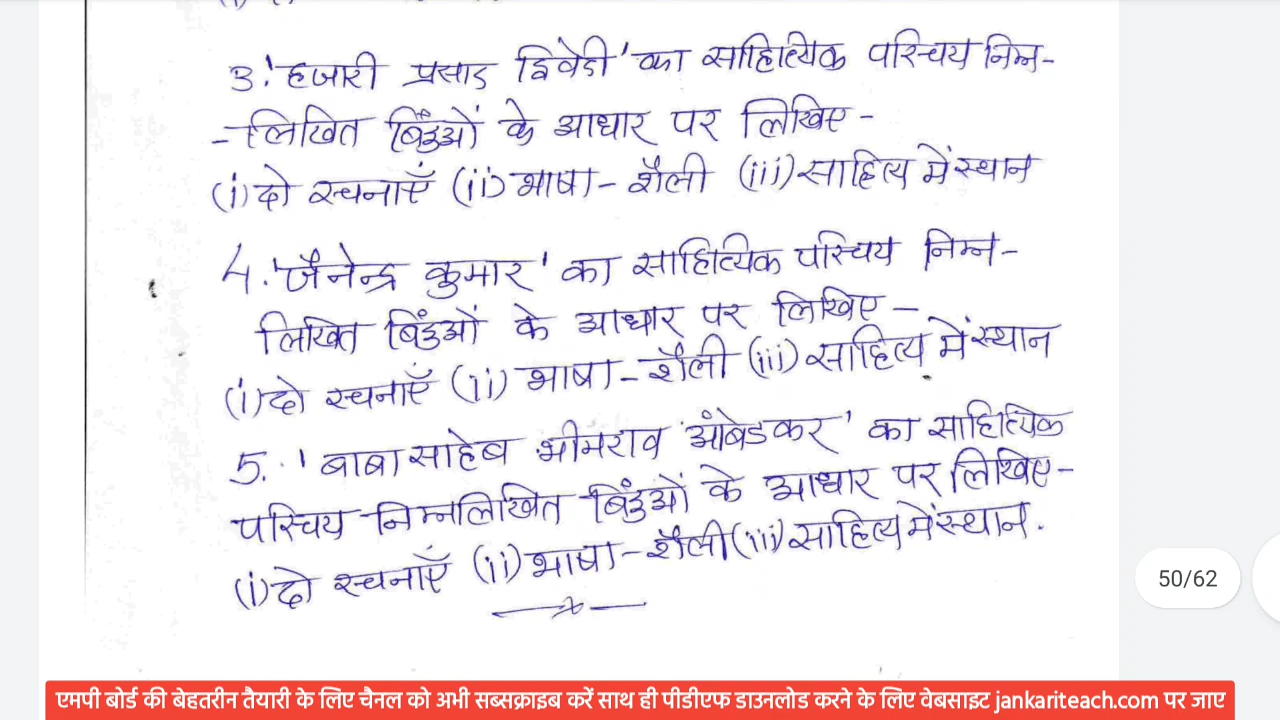 3. 'हजारी प्रसाद द्विवेदी' का साहित्यिक परिचय निम्न-
-लिखित बिंदुओं के आधार पर लिखिए-
(i) दो रचनाएँ (ii) भाषा-शैली (iii) साहित्य में स्थान
4. 'जैनेन्द्र कुमार' का साहित्यिक परिचय निम्न-
लिखित बिंदुओं के आधार पर लिखिए-
(i) दो रचनाएँ (ii) भाषा-शैली (iii) साहित्य में स्थान
5. 'बाबा साहेब भीमराव आंबेडकर' का साहित्यिक
परिचय निम्नलिखित बिंदुओं के आधार पर लिखिए-
(i) दो रचनाएँ (ii) भाषा-शैली (iii) साहित्य में स्थान.
50/62
एमपी बोर्ड की बेहतरीन तैयारी के लिए चैनल को अभी सब्सक्राइब करें साथ ही पीडीएफ डाउनलोड करने के लिए वेबसाइट jankariteach.com पर जाए